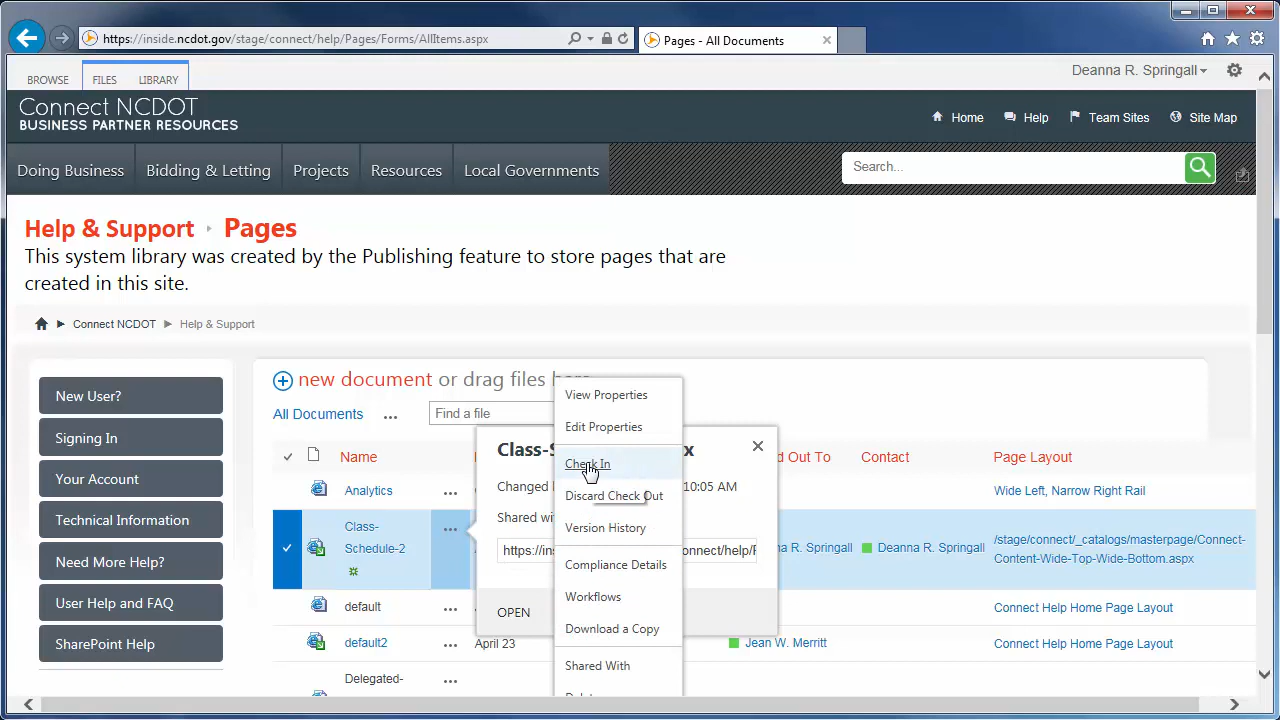 https://inside.ncdot.gov/stage/connect/help/Pages/Forms/AllItems.aspx
Pages - All Documents
BROWSE FILES LIBRARY
Deanna R. Springall
Connect NCDOT
BUSINESS PARTNER RESOURCES
Home Help Team Sites Site Map
Doing Business Bidding & Letting Projects Resources Local Governments
Search...
Help & Support Pages
This system library was created by the Publishing feature to store pages that are
created in this site.
Connect NCDOT Help & Support
New User?
Signing In
Your Account
Technical Information
Need More Help?
User Help and FAQ
SharePoint Help
new document or drag files here
All Documents ... Find a file
Name
d Out To Contact Page Layout
Analytics ... Wide Left, Narrow Right Rail
Class-
Schedule-2
...
a R. Springall Deanna R. Springall
/stage/connect/_catalogs/masterpage/Connect-
Content-Wide-Top-Wide-Bottom.aspx
default ... Connect Help Home Page Layout
default2 ... April 23 Jean W. Merritt Connect Help Home Page Layout
Delegated-
...
Class-S x
Changed 10:05 AM
Shared wi
https://ins connect/help/P
OPEN
View Properties
Edit Properties
Check In
Discard Check Out
Version History
Compliance Details
Workflows
Download a Copy
Shared With